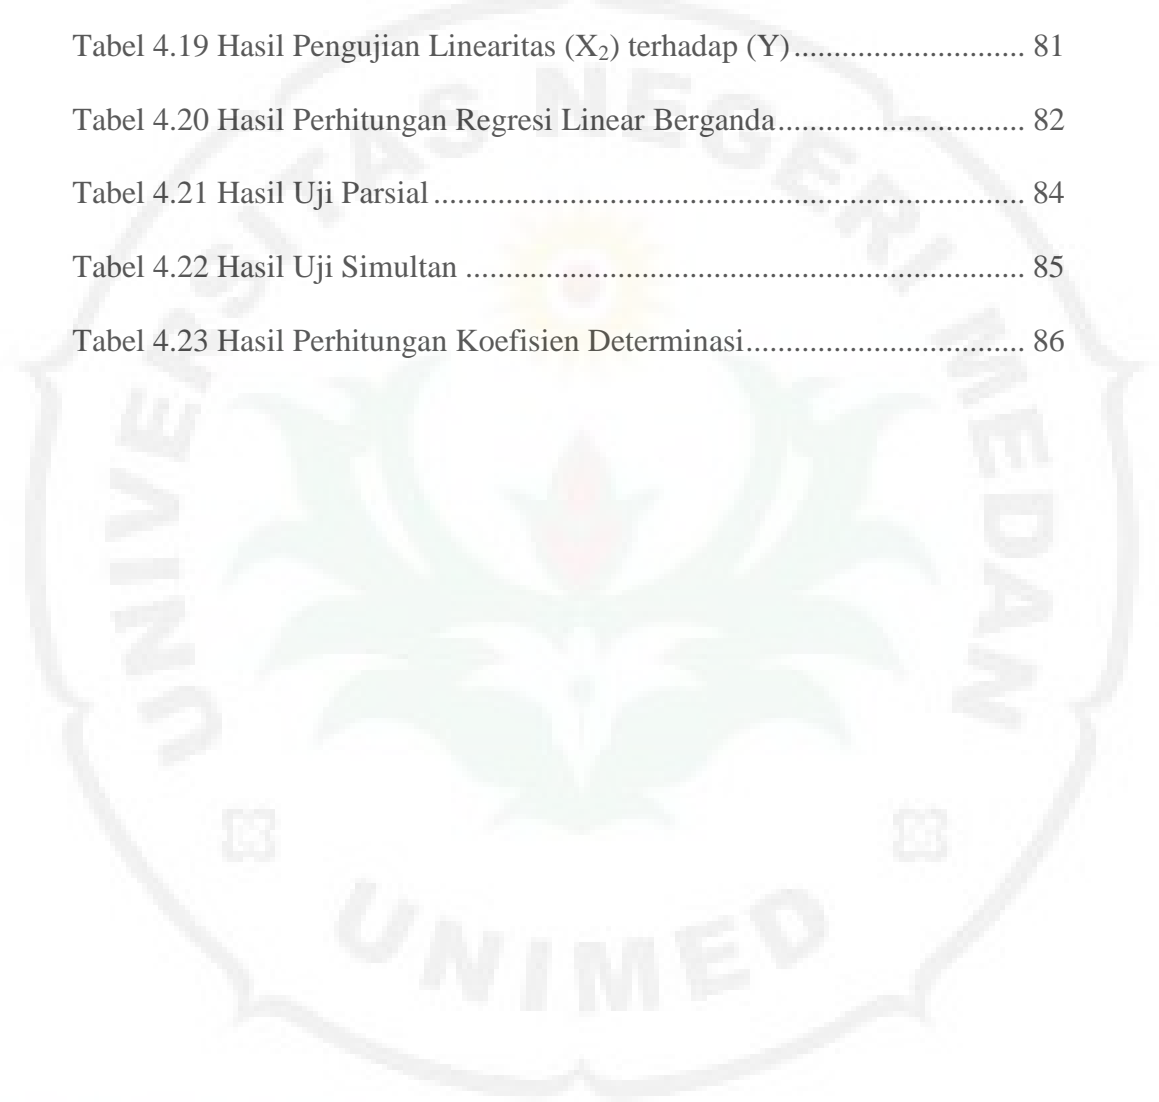 Tabel 4.19 Hasil Pengujian Linearitas (X₂) terhadap (Y)............................. 81
Tabel 4.20 Hasil Perhitungan Regresi Linear Berganda............................... 82
Tabel 4.21 Hasil Uji Parsial.......................................................................... 84
Tabel 4.22 Hasil Uji Simultan ...................................................................... 85
Tabel 4.23 Hasil Perhitungan Koefisien Determinasi................................... 86
UNIVERSITAS NEGERI MEDAN
UNIMED